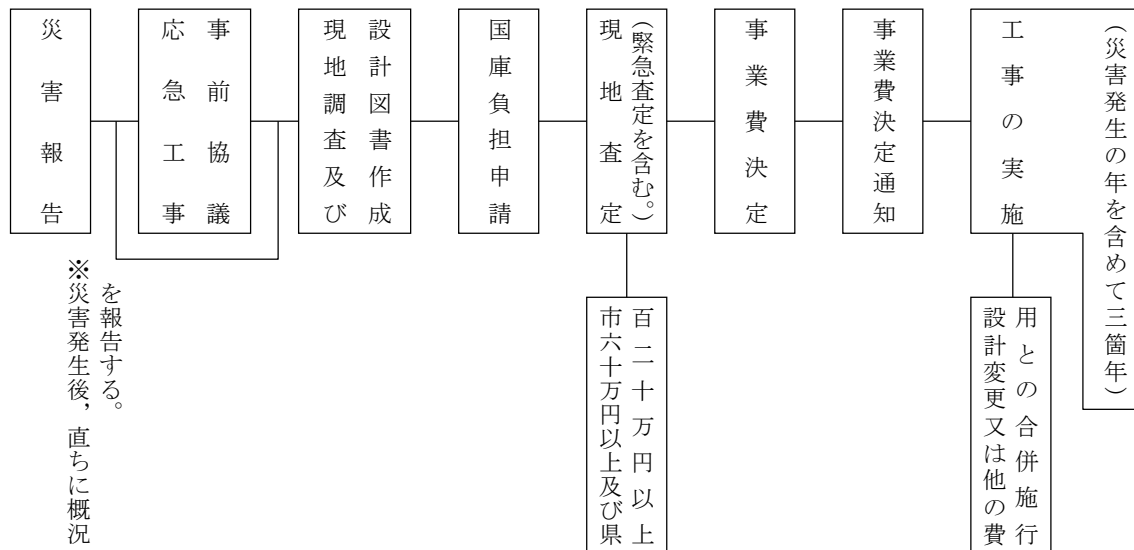 災害報告
※災害発生後，直ちに概況
を報告する。
応急工事
事前協議
現地調査及び
設計図書作成
国庫負担申請
現地査定
（緊急査定を含む。）
市六十万円以上及び県
百二十万円以上
事業費決定
事業費決定通知
工事の実施
設計変更又は他の費
用との合併施行
（災害発生の年を含めて三箇年）